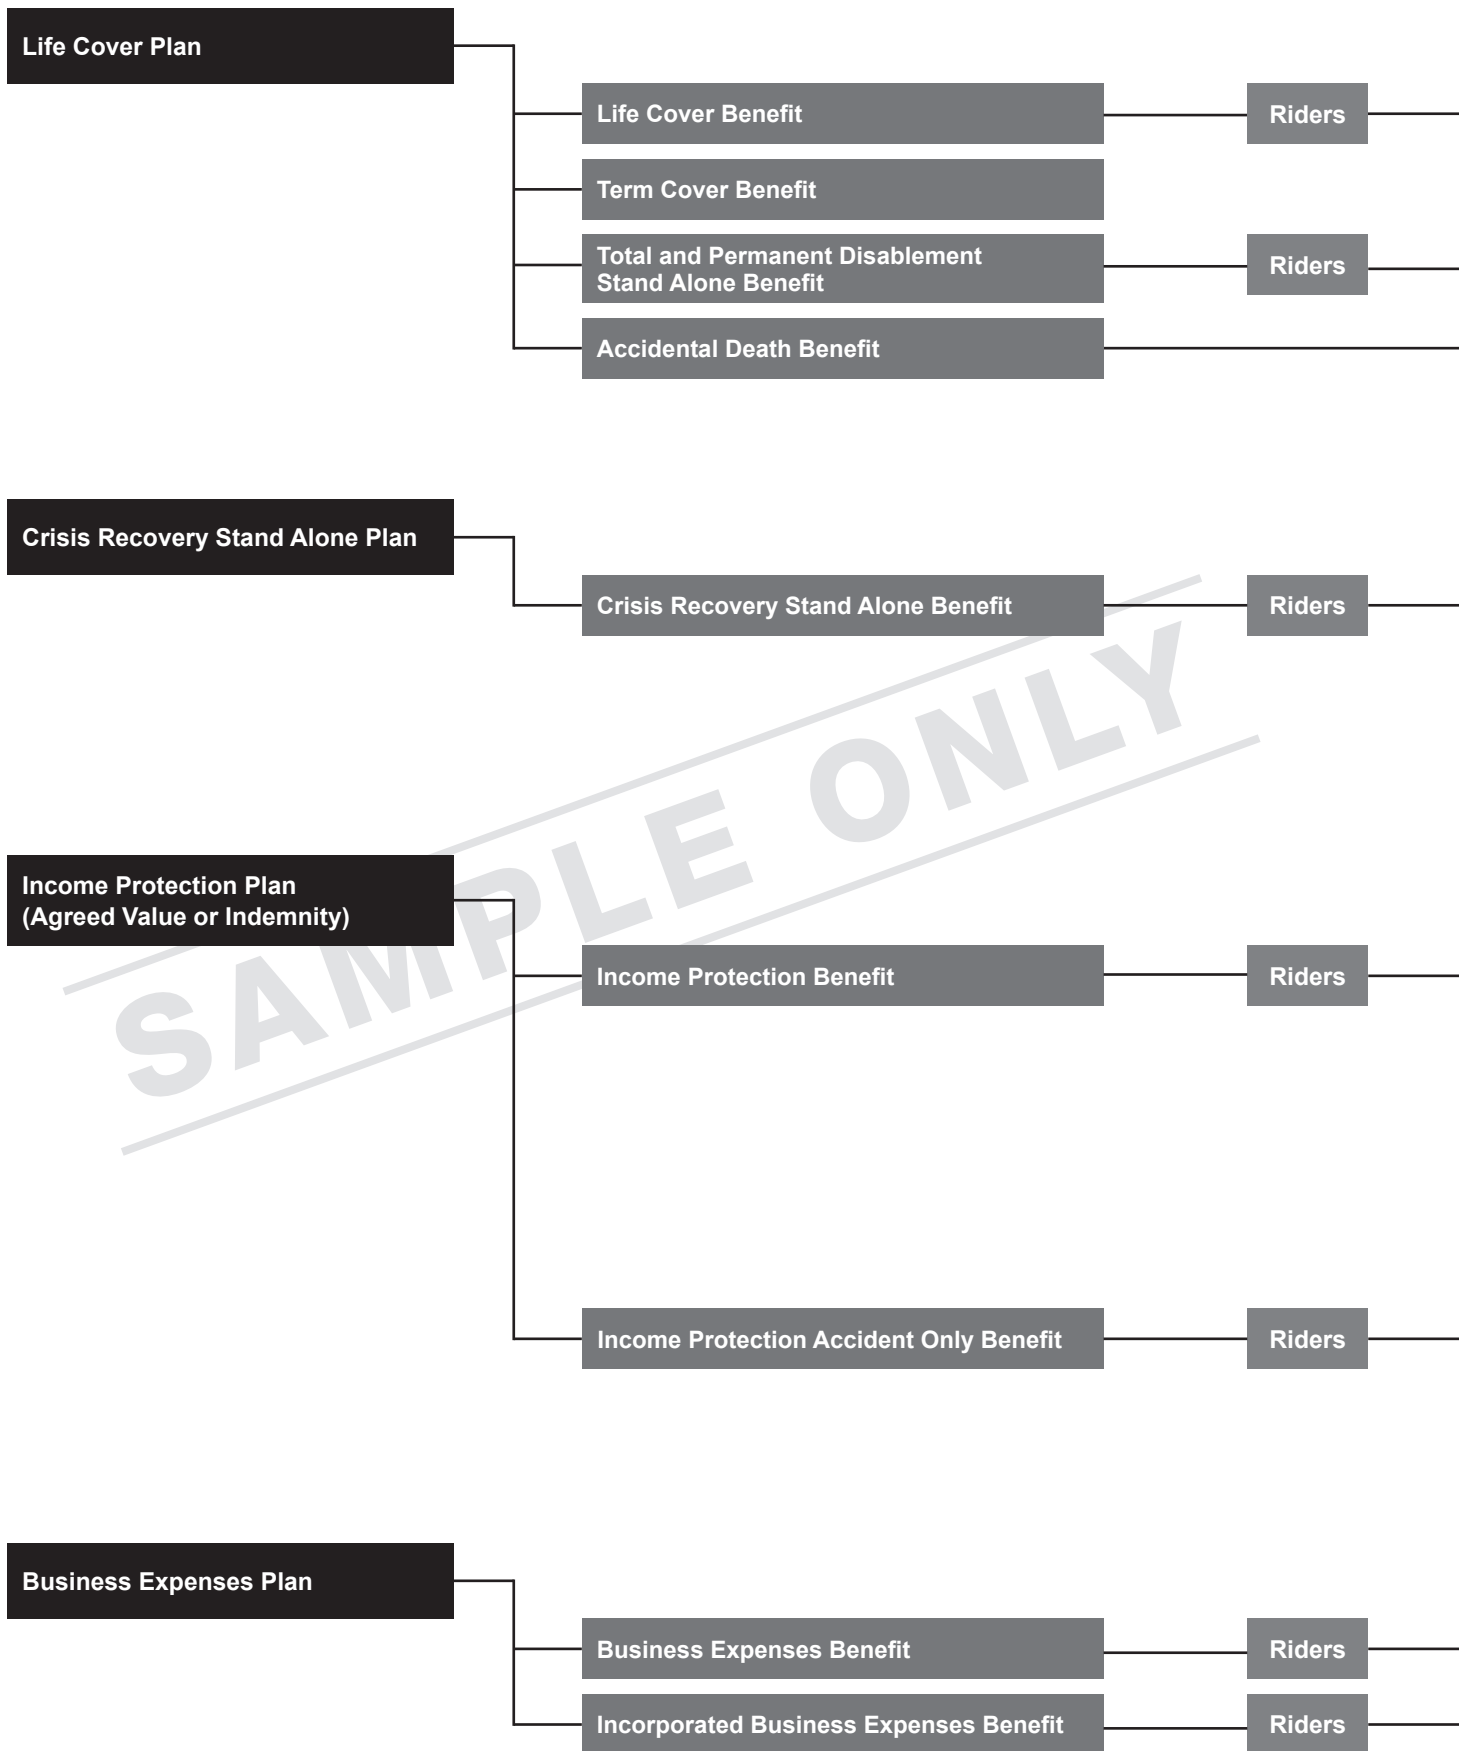 Life Cover Plan
Life Cover Benefit
Riders
Term Cover Benefit
Total and Permanent Disablement
Stand Alone Benefit
Riders
Accidental Death Benefit
Crisis Recovery Stand Alone Plan
Crisis Recovery Stand Alone Benefit
Riders
SAMPLE ONLY
Income Protection Plan
(Agreed Value or Indemnity)
Income Protection Benefit
Riders
Income Protection Accident Only Benefit
Riders
Business Expenses Plan
Business Expenses Benefit
Riders
Incorporated Business Expenses Benefit
Riders